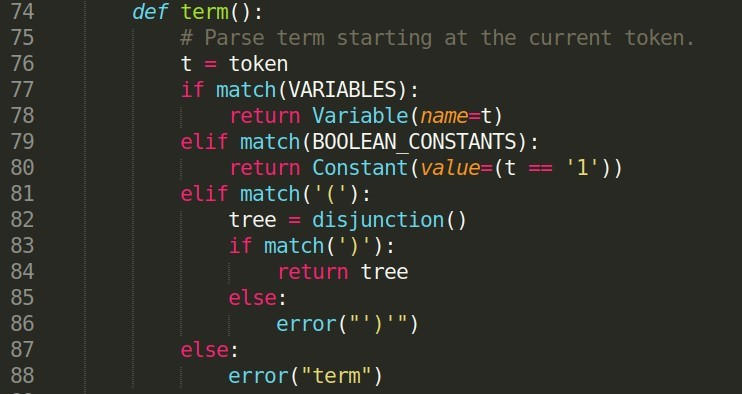 74 def term():
75 # Parse term starting at the current token.
76 t = token
77 if match(VARIABLES):
78 return Variable(name=t)
79 elif match(BOOLEAN_CONSTANTS):
80 return Constant(value=(t == '1'))
81 elif match('('):
82 tree = disjunction()
83 if match(')'):
84 return tree
85 else:
86 error("')'")
87 else:
88 error("term")